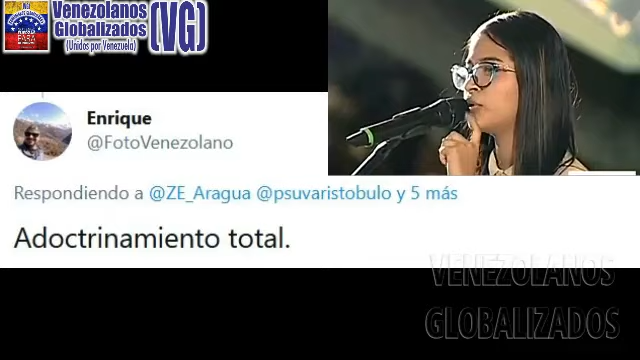 Venezolanos
Globalizados
(Unidos por Venezuela)
(VG)
Enrique
@FotoVenezolano
Respondiendo a @ZE_Aragua @psuvaristobulo y 5 más
Adoctrinamiento total.
VENEZOLANOS
GLOBALIZADOS